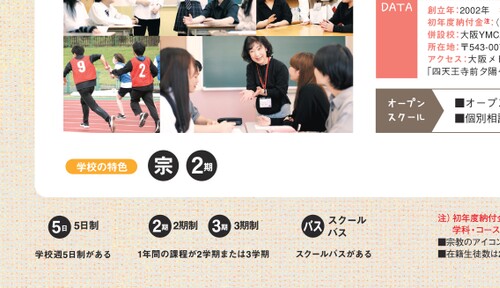 DATA
創立年:2002年
初年度納付金注:
併設校:大阪YMC
所在地:〒543-00
アクセス:大阪メ
「四天王寺前夕陽
オープン
スクール
■オープ
■個別相
9
2
学校の特色 宗 2期
5日 5日制 2期 2期制 3期 3期制 バス スクール
バス
学校週5日制がある 1年間の課程が2学期または3学期 スクールバスがある
注)初年度納付金
学科・コース
■宗教のアイコン
■在籍生徒数は